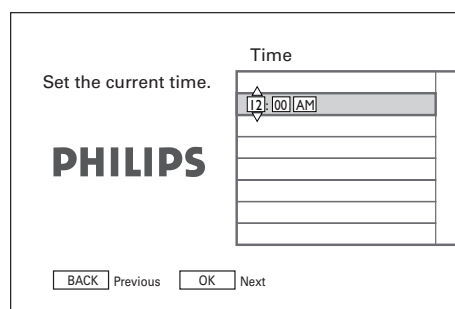 Time
Set the current time.
12 : 00 AM
PHILIPS
BACK Previous OK Next